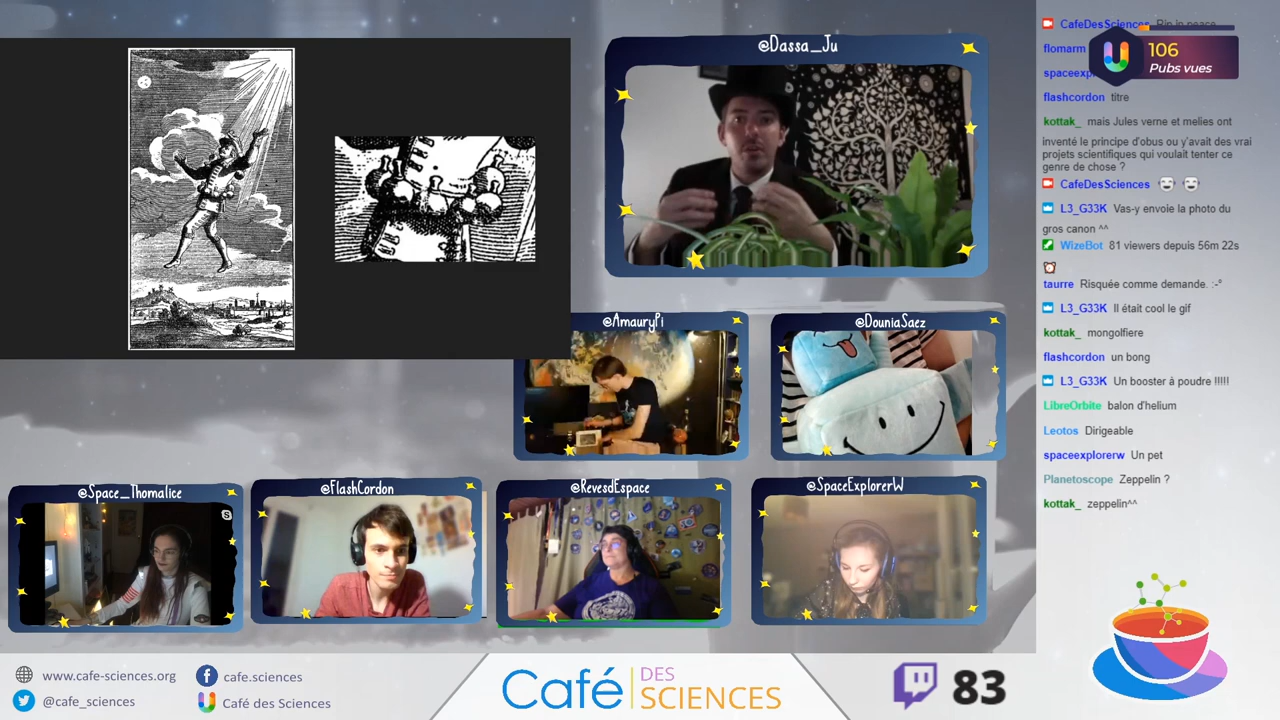 @Dassa_Ju
@AmauryPi
@DouniaSaez
@Space_Thomalice
@FlashCordon
@RevesdEspace
@SpaceExplorerW
CafeDesSciences Rip in peace
106
Pubs vues
flomarm
spaceexpl
flashcordon titre
kottak_ mais Jules verne et melies ont
inventé le principe d'obus ou y'avait des vrai
projets scientifiques qui voulait tenter ce
genre de chose ?
CafeDesSciences
L3_G33K Vas-y envoie la photo du
gros canon ^^
WizeBot 81 viewers depuis 56m 22s
taurre Risquée comme demande. :-°
L3_G33K Il était cool le gif
kottak_ mongolfiere
flashcordon un bong
L3_G33K Un booster à poudre !!!!!
LibreOrbite balon d'helium
Leotos Dirigeable
spaceexplorerw Un pet
Planetoscope Zeppelin ?
kottak_ zeppelin^^
www.cafe-sciences.org
cafe.sciences
@cafe_sciences
Café des Sciences
Café DES
SCIENCES
83